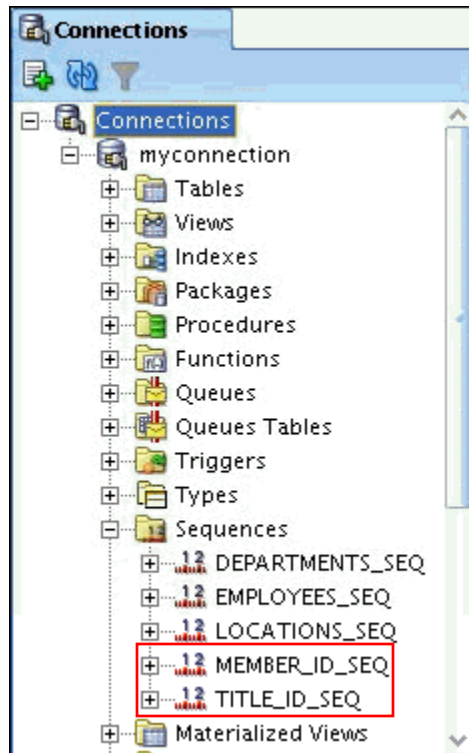 Connections
Connections
myconnection
Tables
Views
Indexes
Packages
Procedures
Functions
Queues
Queues Tables
Triggers
Types
Sequences
DEPARTMENTS_SEQ
EMPLOYEES_SEQ
LOCATIONS_SEQ
MEMBER_ID_SEQ
TITLE_ID_SEQ
Materialized Views